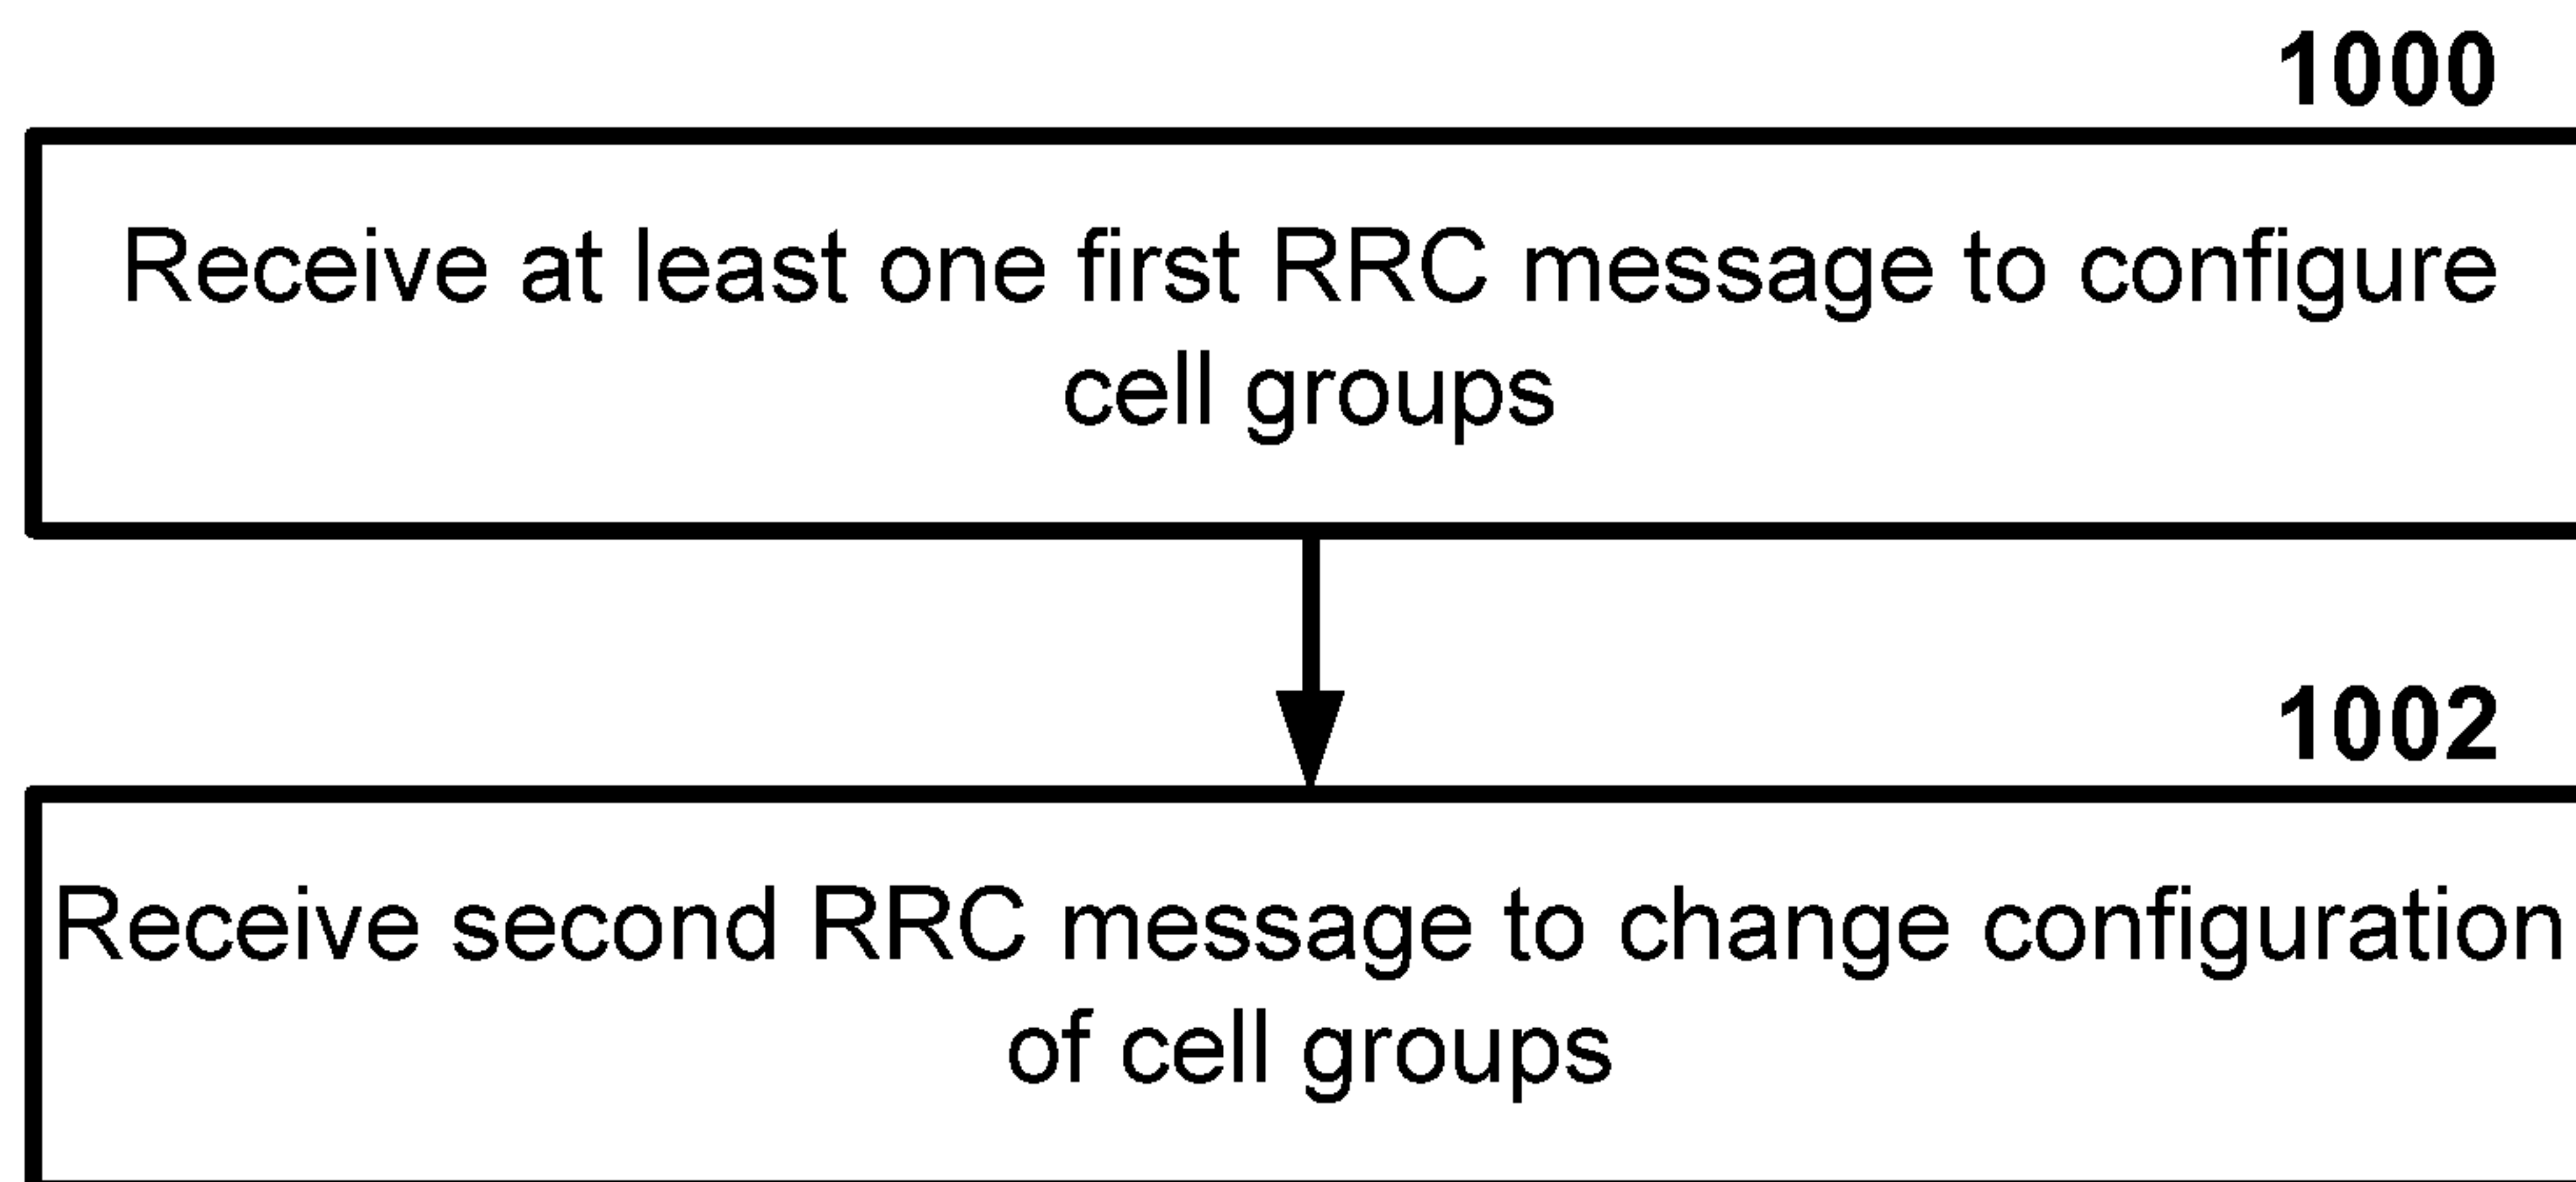 1000
Receive at least one first RRC message to configure
cell groups
1002
Receive second RRC message to change configuration
of cell groups